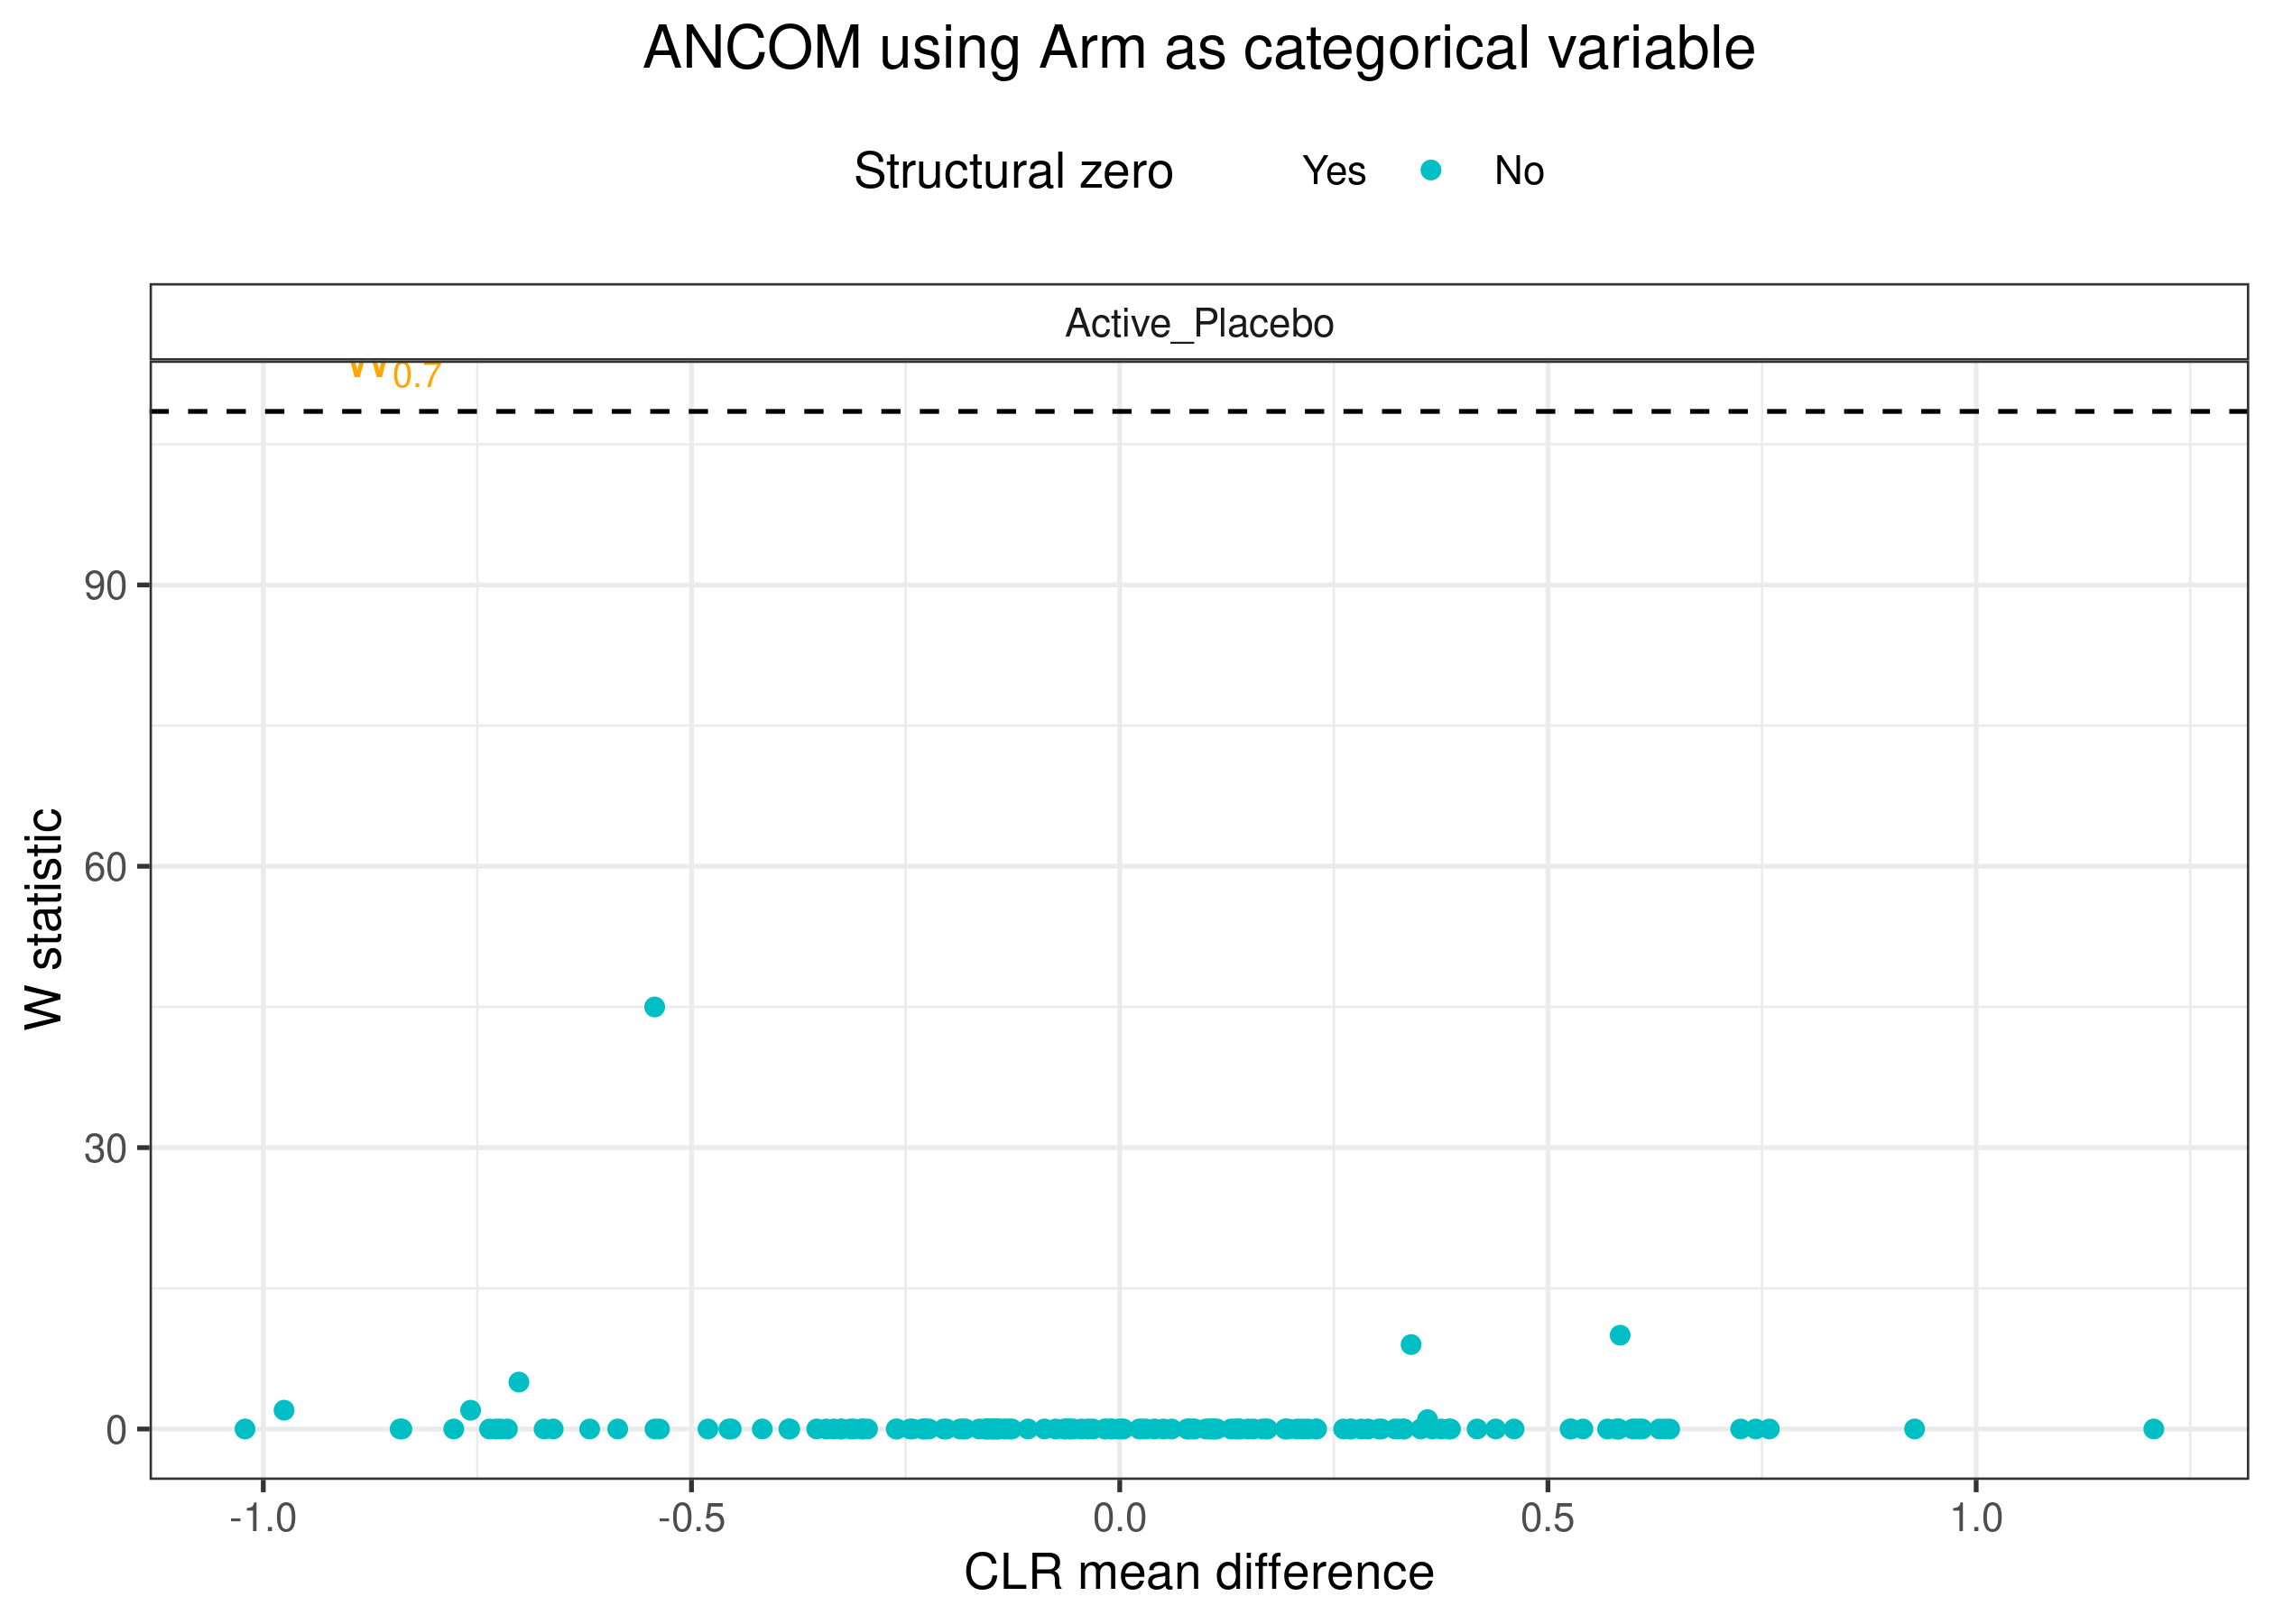 ANCOM using Arm as categorical variable
Structural zero Yes No
Active_Placebo
W0.7
90
60
30
0
W statistic
-1.0 -0.5 0.0 0.5 1.0
CLR mean difference